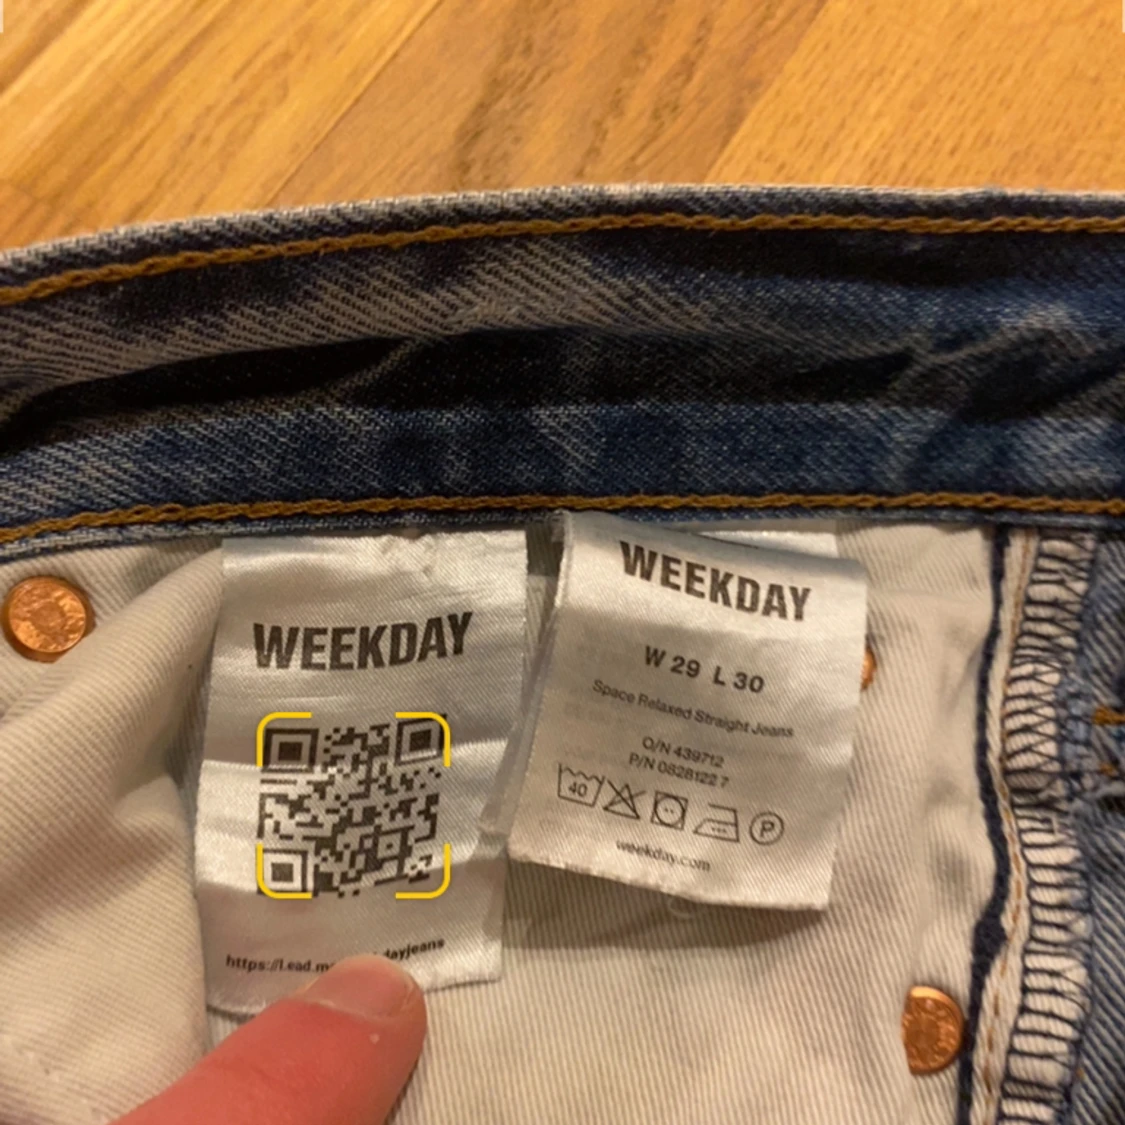 WEEKDAY
https://l.ead.m dayjeans
WEEKDAY
W 29 L 30
Space Relaxed Straight Jeans
O/N 439712
P/N 0828122 7
40
P
weekday.com